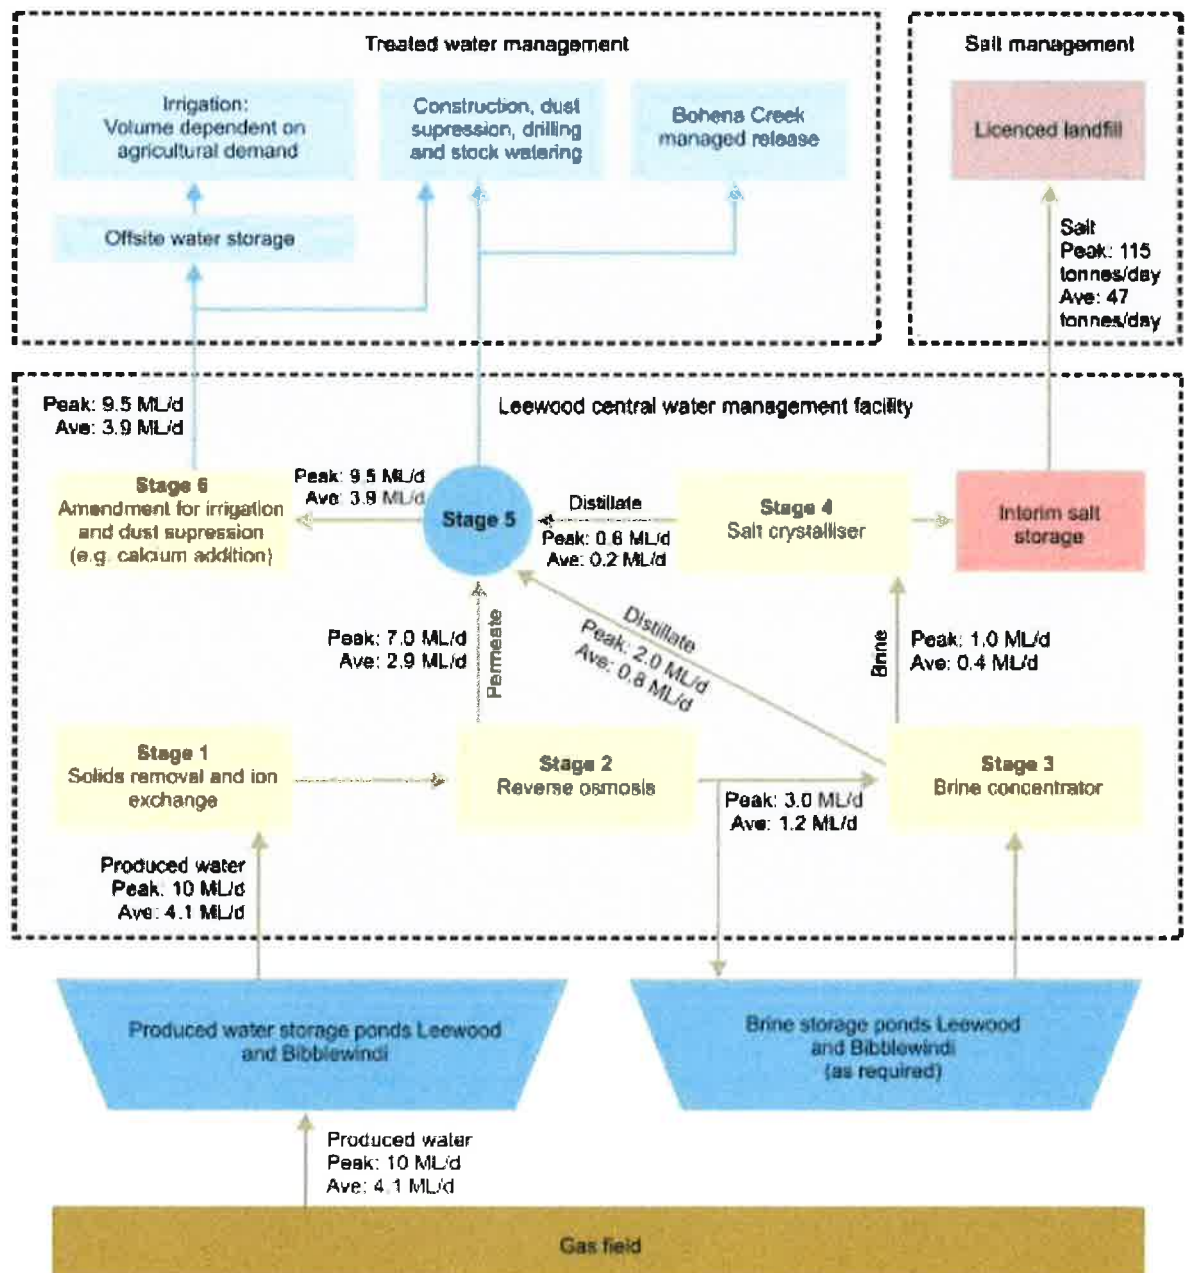 Treated water management
Salt management
Irrigation:
Volume dependent on
agricultural demand
Construction, dust
supression, drilling
and stock watering
Bohena Creek
managed release
Licenced landfill
Offsite water storage
Salt
Peak: 115
tonnes/day
Ave: 47
tonnes/day
Peak: 9.5 ML/d
Ave: 3.9 ML/d
Leewood central water management facility
Stage 6
Amendment for irrigation
and dust supression
(e.g. calcium addition)
Peak: 9.5 ML/d
Ave: 3.9 ML/d
Stage 5
Distillate
Peak: 0.6 ML/d
Ave: 0.2 ML/d
Stage 4
Salt crystalliser
Interim salt
storage
Peak: 7.0 ML/d
Ave: 2.9 ML/d
Permeate
Distillate
Peak: 2.0 ML/d
Ave: 0.8 ML/d
Brine
Peak: 1.0 ML/d
Ave: 0.4 ML/d
Stage 1
Solids removal and ion
exchange
Stage 2
Reverse osmosis
Peak: 3.0 ML/d
Ave: 1.2 ML/d
Stage 3
Brine concentrator
Produced water
Peak: 10 ML/d
Ave: 4.1 ML/d
Produced water storage ponds Leewood
and Bibblewindi
Brine storage ponds Leewood
and Bibblewindi
(as required)
Produced water
Peak: 10 ML/d
Ave: 4.1 ML/d
Gas field